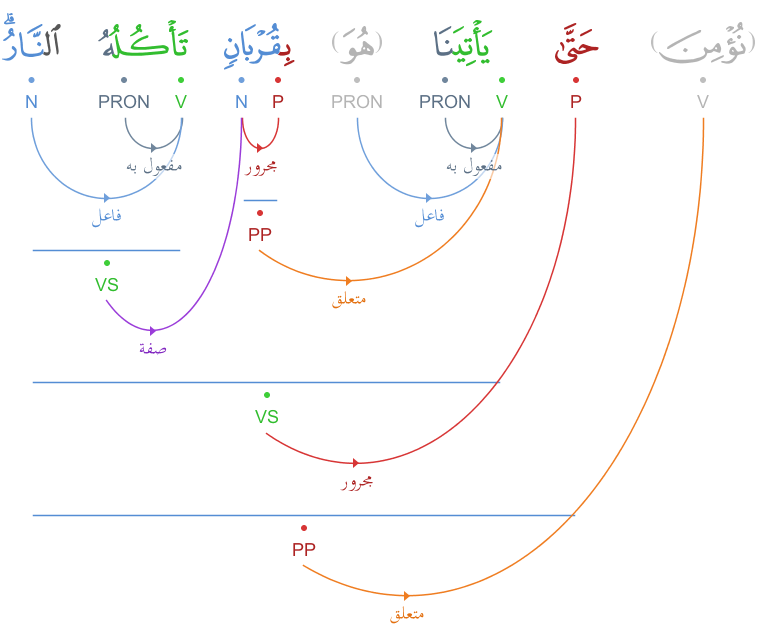 (نُؤْمِنَ) حَتَّىٰ يَأْتِيَنَا (هُوَ) بِقُرْبَانٍ تَأْكُلُهُ ٱلنَّارُ ۗ
V P V PRON PRON P N V PRON N
مفعول به مجرور مفعول به
فاعل فاعل
PP
VS
متعلق
صفة
VS
مجرور
PP
متعلق